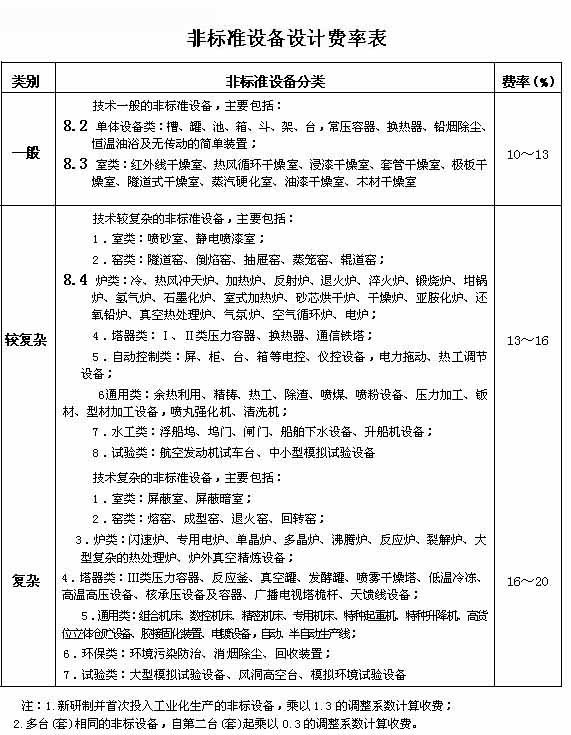 非标准设备设计费率表
类别 非标准设备分类 费率(%)
技术一般的非标准设备,主要包括:
8.2 单体设备类:槽、罐、池、箱、斗、架、台,常压容器、换热器、铅烟除尘、
恒温油浴及无传动的简单装置;
一般
8.3 室类:红外线干燥室、热风循环干燥室、浸漆干燥室、套管干燥室、极板干
燥室、隧道式干燥室、蒸汽硬化室、油漆干燥室、木材干燥室
10～13
技术较复杂的非标准设备,主要包括:
1.室类:喷砂室、静电喷漆室;
2.窑类:隧道窑、倒焰窑、抽屉窑、蒸笼窑、辊道窑;
8.4 炉类:冷、热风冲天炉、加热炉、反射炉、退火炉、淬火炉、煅烧炉、坩锅
炉、氢气炉、石墨化炉、室式加热炉、砂芯烘干炉、干燥炉、亚胺化炉、还
氧铅炉、真空热处理炉、气氛炉、空气循环炉、电炉;
4.塔器类:Ⅰ、Ⅱ类压力容器、换热器、通信铁塔;
较复杂
13～16
5.自动控制类:屏、柜、台、箱等电控、仪控设备,电力拖动、热工调节
设备;
6通用类:余热利用、精铸、热工、除渣、喷煤、喷粉设备、压力加工、钣
材、型材加工设备,喷丸强化机、清洗机;
7.水工类:浮船坞、坞门、闸门、船舶下水设备、升船机设备;
8.试验类:航空发动机试车台、中小型模拟试验设备
技术复杂的非标准设备,主要包括:
1.室类:屏蔽室、屏蔽暗室;
2.窑类:熔窑、成型窑、退火窑、回转窑;
3.炉类:闪速炉、专用电炉、单晶炉、多晶炉、沸腾炉、反应炉、裂解炉、大
型复杂的热处理炉、炉外真空精炼设备;
复杂
4.塔器类:Ⅲ类压力容器、反应釜、真空罐、发酵罐、喷雾干燥塔、低温冷冻、
高温高压设备、核承压设备及容器、广播电视塔桅杆、天馈线设备;
16～20
5.通用类:组合机床、数控机床、精密机床、专用机床、特种起重机、特种升降机、高货
位立体仓贮设备、胶接固化装置、电镀设备,自动、半自动生产线;
6.环保类:环境污染防治、消烟除尘、回收装置;
7.试验类:大型模拟试验设备、风洞高空台、模拟环境试验设备
注:1.新研制并首次投入工业化生产的非标设备,乘以1.3的调整系数计算收费;
2.多台(套)相同的非标设备,自第二台(套)起乘以0.3的调整系数计算收费。